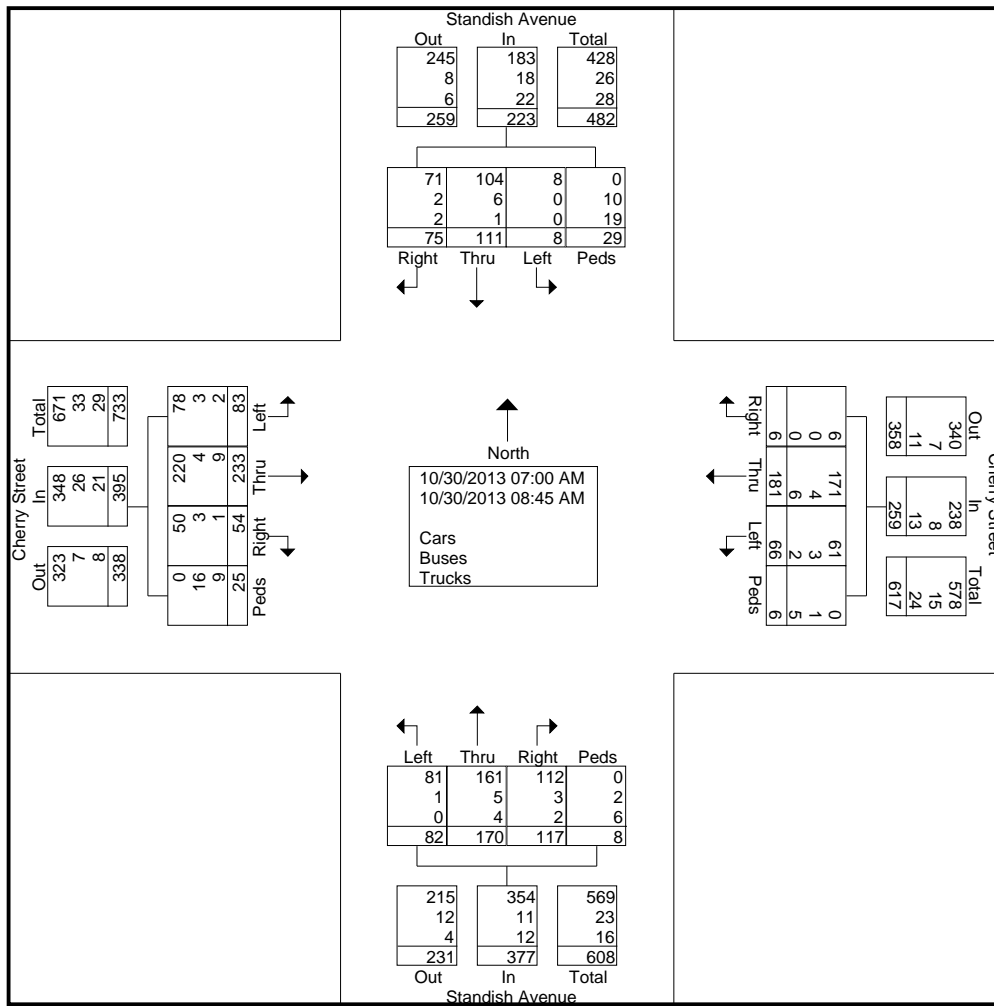 Standish Avenue
Out In Total
245 183 428
8 18 26
6 22 28
259 223 482
71 104 8 0
2 6 0 10
2 1 0 19
75 111 8 29
Right Thru Left Peds
Cherry Street
Total In Out
671 348 323
33 26 7
29 21 8
733 395 338
Left Thru Right Peds
78 220 50 0
3 4 3 16
2 9 1 9
83 233 54 25
North
10/30/2013 07:00 AM
10/30/2013 08:45 AM
Cars
Buses
Trucks
Right Thru Left Peds
6 171 61 0
0 4 3 1
0 6 2 5
6 181 66 6
Cherry Street
Out In Total
340 238 578
7 8 15
11 13 24
358 259 617
Left Thru Right Peds
81 161 112 0
1 5 3 2
0 4 2 6
82 170 117 8
215 354 569
12 11 23
4 12 16
231 377 608
Out In Total
Standish Avenue